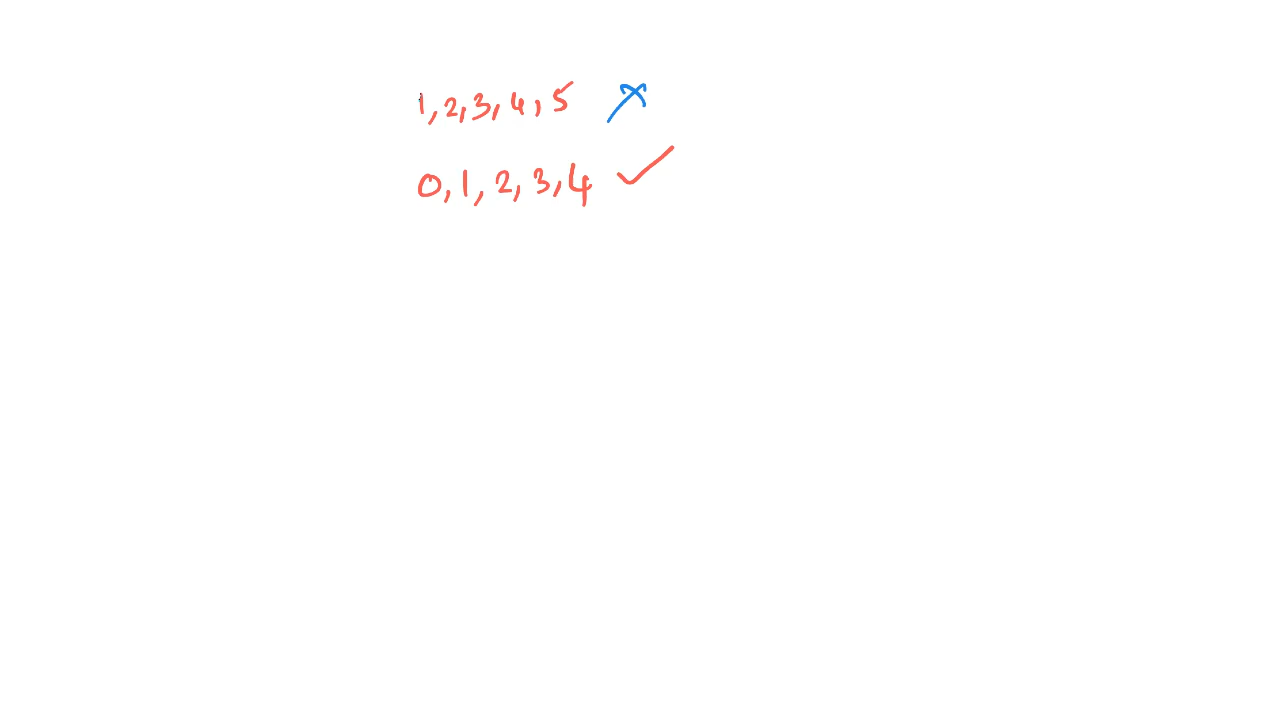 1, 2, 3, 4, 5 ✗
0, 1, 2, 3, 4 ✓